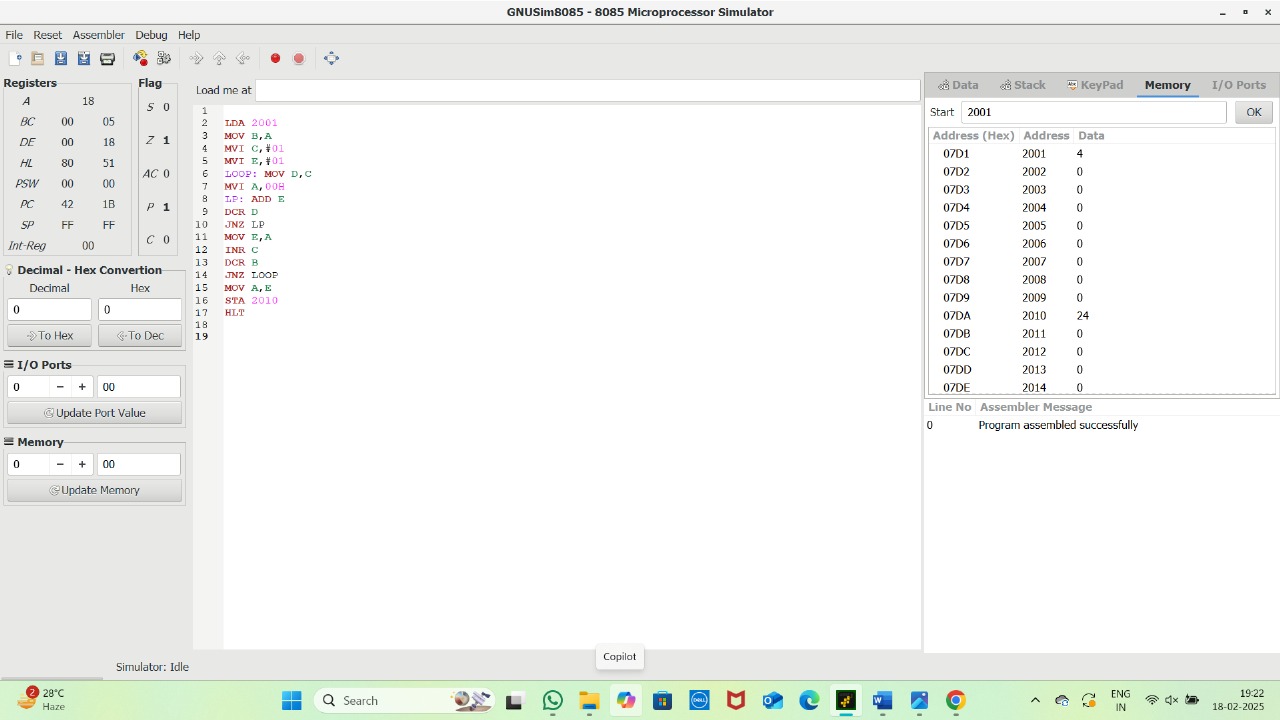 GNUSim8085 - 8085 Microprocessor Simulator
File Reset Assembler Debug Help
Registers
A 18
BC 00 05
DE 00 18
HL 80 51
PSW 00 00
PC 42 1B
SP FF FF
Int-Reg 00
Flag
S 0
Z 1
AC 0
P 1
C 0
Decimal - Hex Convertion
Decimal Hex
0 0
To Hex To Dec
I/O Ports
0 − + 00
Update Port Value
Memory
0 − + 00
Update Memory
Load me at
1
2 LDA 2001
3 MOV B,A
4 MVI C,#01
5 MVI E,#01
6 LOOP: MOV D,C
7 MVI A,00H
8 LP: ADD E
9 DCR D
10 JNZ LP
11 MOV E,A
12 INR C
13 DCR B
14 JNZ LOOP
15 MOV A,E
16 STA 2010
17 HLT
18
19
Data Stack KeyPad Memory I/O Ports
Start 2001 OK
Address (Hex) Address Data
07D1 2001 4
07D2 2002 0
07D3 2003 0
07D4 2004 0
07D5 2005 0
07D6 2006 0
07D7 2007 0
07D8 2008 0
07D9 2009 0
07DA 2010 24
07DB 2011 0
07DC 2012 0
07DD 2013 0
07DE 2014 0
Line No Assembler Message
0 Program assembled successfully
Copilot
Simulator: Idle
2
28°C
Haze
Search
DELL
ENG
IN
19:22
18-02-2025